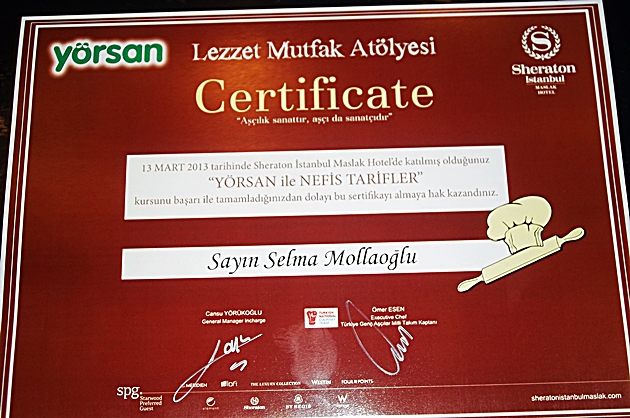 yörsan
Lezzet Mutfak Atölyesi
Sheraton
İstanbul
MASLAK
HOTEL
Certificate
"Aşçılık sanattır, aşçı da sanatçıdır"
13 MART 2013 tarihinde Sheraton İstanbul Maslak Hotel'de katılmış olduğunuz
"YÖRSAN ile NEFİS TARİFLER"
kursunu başarı ile tamamladığınızdan dolayı bu sertifikayı almaya hak kazandınız.
Sayın Selma Mollaoğlu
Cansu YÖRÜKOĞLU
General Manager Incharge
Ömer ESEN
Executive Chef
Türkiye Genç Aşçılar Milli Takım Kaptanı
spg.
Starwood
Preferred
Guest
MERIDIEN
aloft
THE LUXURY COLLECTION
WESTIN
FOUR POINTS
element
Sheraton
ST REGIS
W
sheratonistanbulmaslak.com